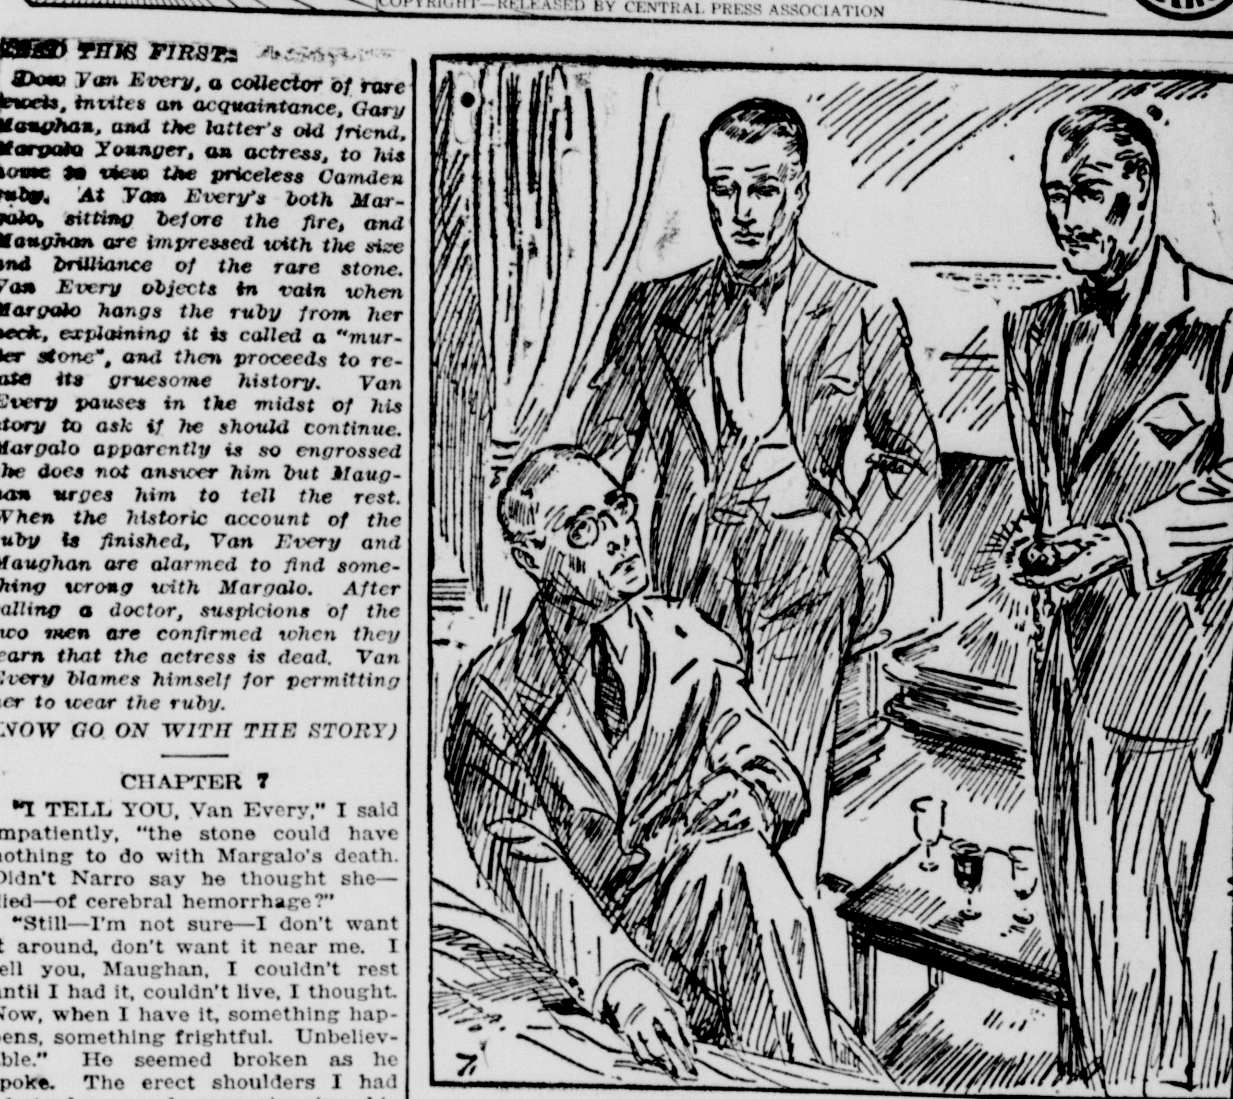 COPYRIGHT—RELEASED BY CENTRAL PRESS ASSOCIATION
READ THIS FIRST:
Dow Van Every, a collector of rare
jewels, invites an acquaintance, Gary
Maughan, and the latter's old friend,
Margalo Younger, an actress, to his
home to view the priceless Camden
ruby. At Van Every's both Mar-
galo, sitting before the fire, and
Maughan are impressed with the size
and brilliance of the rare stone.
Van Every objects in vain when
Margalo hangs the ruby from her
neck, explaining it is called a "mur-
der stone", and then proceeds to re-
late its gruesome history. Van
Every pauses in the midst of his
story to ask if he should continue.
Margalo apparently is so engrossed
she does not answer him but Maug-
han urges him to tell the rest.
When the historic account of the
ruby is finished, Van Every and
Maughan are alarmed to find some-
thing wrong with Margalo. After
calling a doctor, suspicions of the
two men are confirmed when they
learn that the actress is dead. Van
Every blames himself for permitting
her to wear the ruby.
(NOW GO ON WITH THE STORY)
CHAPTER 7
"I TELL YOU, Van Every," I said
impatiently, "the stone could have
nothing to do with Margalo's death.
Didn't Narro say he thought she—
died—of cerebral hemorrhage?"
"Still—I'm not sure—I don't want
it around, don't want it near me. I
tell you, Maughan, I couldn't rest
until I had it, couldn't live, I thought.
Now, when I have it, something hap-
pens, something frightful. Unbeliev-
able." He seemed broken as he
spoke. The erect shoulders I had
7.